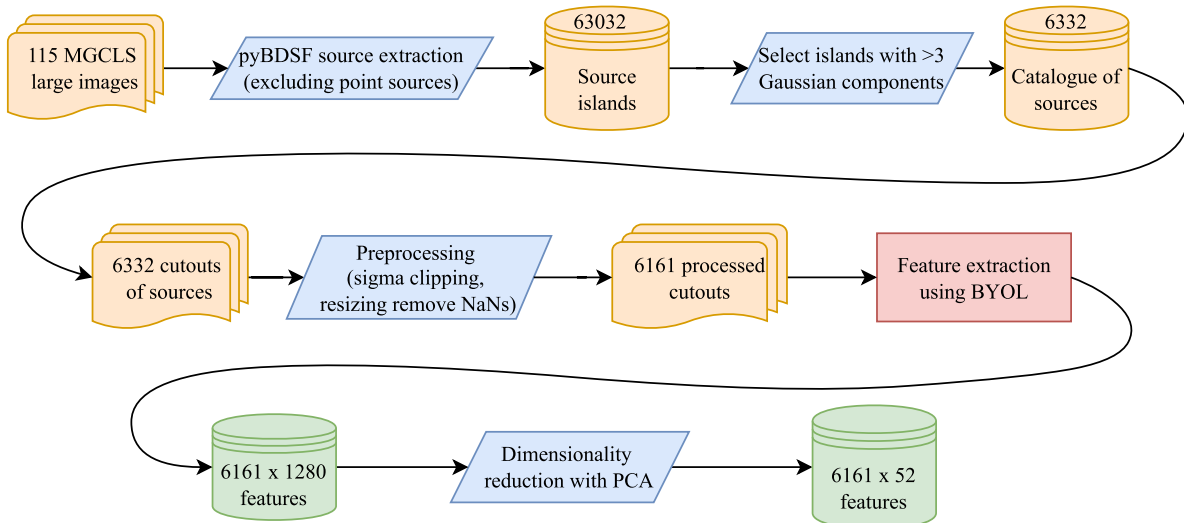 115 MGCLS
large images
pyBDSF source extraction
(excluding point sources)
63032
Source
islands
Select islands with >3
Gaussian components
6332
Catalogue of
sources
6332 cutouts
of sources
Preprocessing
(sigma clipping,
resizing remove NaNs)
6161 processed
cutouts
Feature extraction
using BYOL
6161 x 1280
features
Dimensionality
reduction with PCA
6161 x 52
features